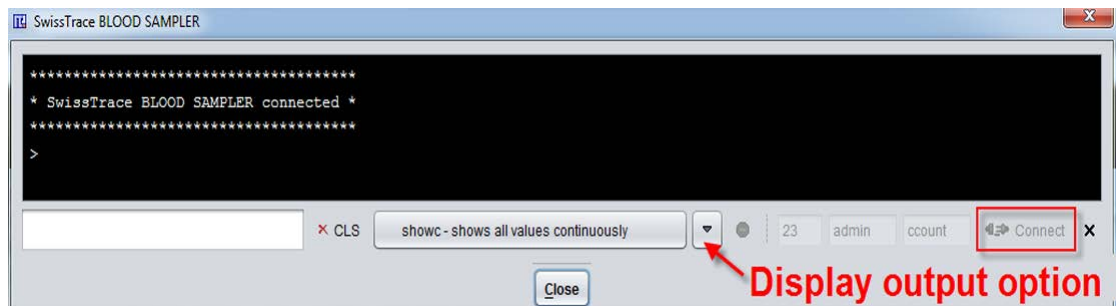 SwissTrace BLOOD SAMPLER
**************************************
* SwissTrace BLOOD SAMPLER connected *
**************************************
>
CLS showc - shows all values continuously 23 admin ccount Connect
Close
Display output option